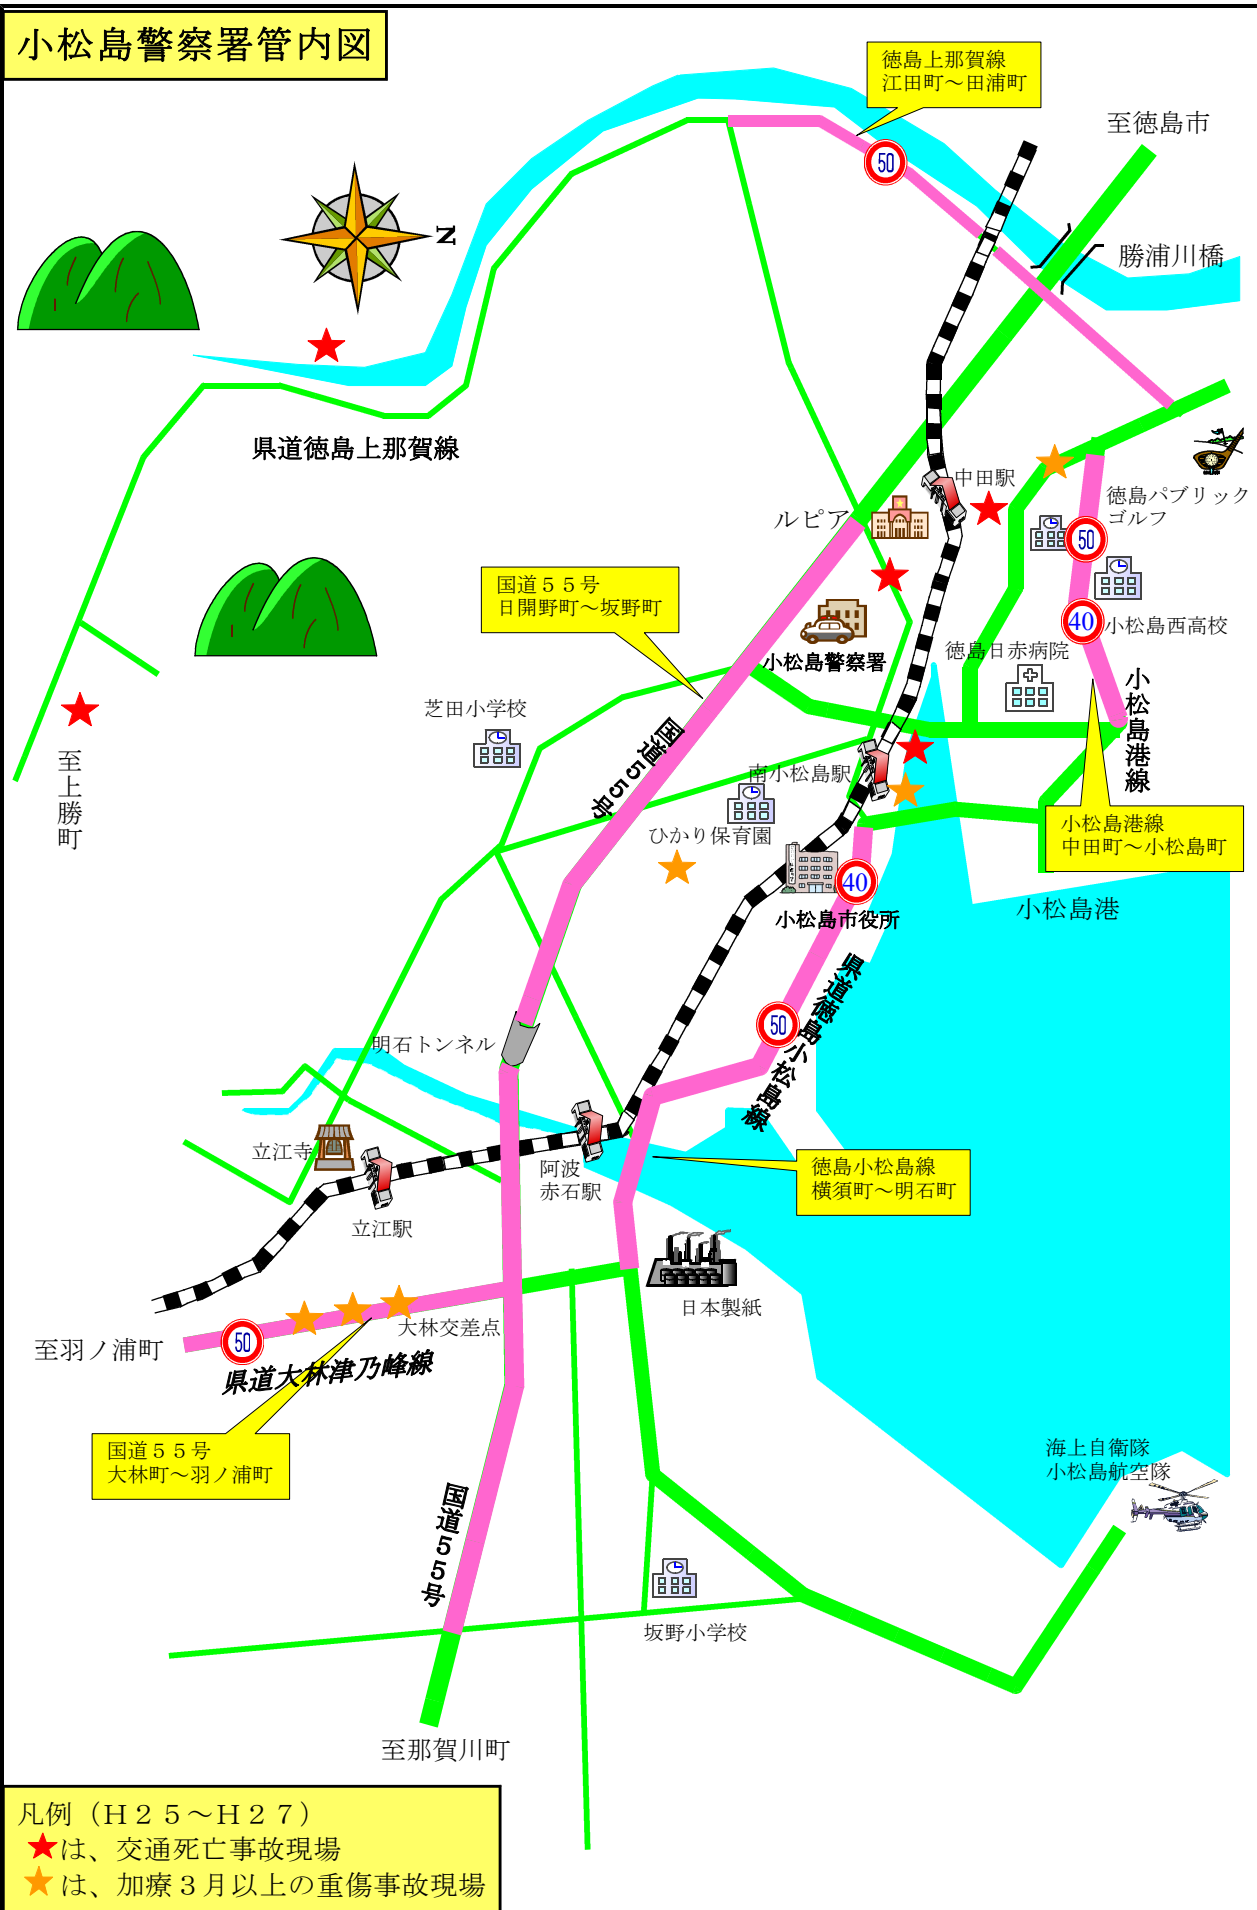 小松島警察署管内図
徳島上那賀線
江田町～田浦町
至徳島市
50
N
勝浦川橋
県道徳島上那賀線
中田駅
徳島パブリック
ゴルフ
ルピア
50
国道５５号
日開野町～坂野町
40
小松島西高校
小松島警察署
徳島日赤病院
小松島港線
芝田小学校
国道５５号
至上勝町
南小松島駅
小松島港線
中田町～小松島町
ひかり保育園
40
小松島市役所
小松島港
県道徳島小松島線
50
明石トンネル
立江寺
阿波
赤石駅
徳島小松島線
横須町～明石町
立江駅
日本製紙
大林交差点
至羽ノ浦町
50
県道大林津乃峰線
国道５５号
大林町～羽ノ浦町
海上自衛隊
小松島航空隊
国道５５号
坂野小学校
至那賀川町
凡例（Ｈ２５～Ｈ２７）
★は、交通死亡事故現場
★は、加療３月以上の重傷事故現場